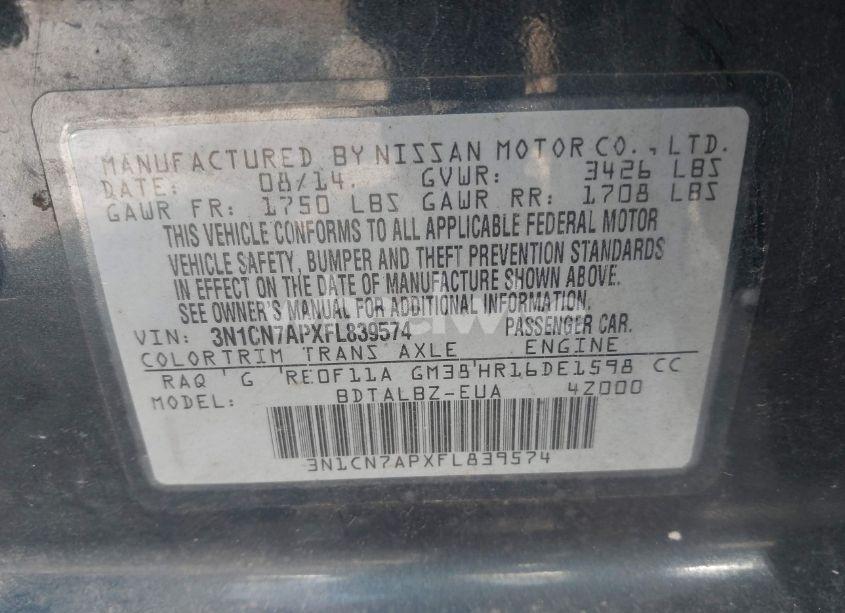 MANUFACTURED BY NISSAN MOTOR CO., LTD.
DATE: 08/14. GVWR: 3426 LBS
GAWR FR: 1750 LBS GAWR RR: 1708 LBS
THIS VEHICLE CONFORMS TO ALL APPLICABLE FEDERAL MOTOR
VEHICLE SAFETY, BUMPER AND THEFT PREVENTION STANDARDS
IN EFFECT ON THE DATE OF MANUFACTURE SHOWN ABOVE.
SEE OWNER'S MANUAL FOR ADDITIONAL INFORMATION.
VIN: 3N1CN7APXFL839574 PASSENGER CAR.
COLOR TRIM TRANS AXLE ENGINE
RAQ ' G 'RE0F11A GM38'HR16DE1598 CC
MODEL: BDTALBZ-EUA 4Z000
3N1CN7APXFL839574